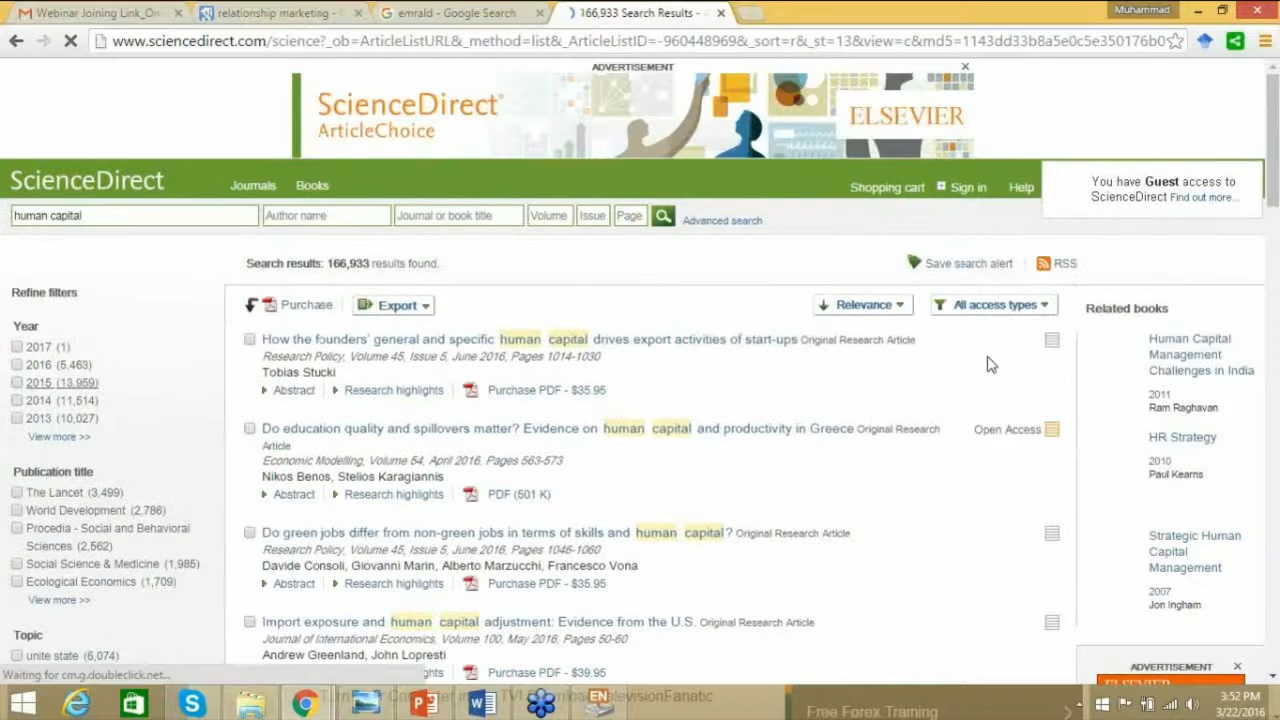 Webinar Joining Link_Or
relationship marketing -
emrald - Google Search
166,933 Search Results -
Muhammad
www.sciencedirect.com/science?_ob=ArticleListURL&_method=list&_ArticleListID=-960448969&_sort=r&_st=13&view=c&md5=1143dd33b8a5e0c5e350176b0
ADVERTISEMENT
ScienceDirect
ArticleChoice
ELSEVIER
ScienceDirect
Journals
Books
Shopping cart
Sign in
Help
You have Guest access to
ScienceDirect Find out more...
human capital
Author name
Journal or book title
Volume
Issue
Page
Advanced search
Search results: 166,933 results found.
Save search alert
RSS
Refine filters
Year
2017 (1)
2016 (5,463)
2015 (13,959)
2014 (11,514)
2013 (10,027)
View more >>
Publication title
The Lancet (3,499)
World Development (2,786)
Procedia - Social and Behavioral
Sciences (2,562)
Social Science & Medicine (1,985)
Ecological Economics (1,709)
View more >>
Topic
unite state (6,074)
Purchase
Export
Relevance
All access types
How the founders' general and specific human capital drives export activities of start-ups Original Research Article
Research Policy, Volume 45, Issue 5, June 2016, Pages 1014-1030
Tobias Stucki
Abstract
Research highlights
Purchase PDF - $35.95
Do education quality and spillovers matter? Evidence on human capital and productivity in Greece Original Research
Article
Open Access
Economic Modelling, Volume 54, April 2016, Pages 563-573
Nikos Benos, Stelios Karagiannis
Abstract
Research highlights
PDF (501 K)
Do green jobs differ from non-green jobs in terms of skills and human capital? Original Research Article
Research Policy, Volume 45, Issue 5, June 2016, Pages 1046-1060
Davide Consoli, Giovanni Marin, Alberto Marzucchi, Francesco Vona
Abstract
Research highlights
Purchase PDF - $35.95
Import exposure and human capital adjustment: Evidence from the U.S. Original Research Article
Journal of International Economics, Volume 100, May 2016, Pages 50-60
Andrew Greenland, John Lopresti
ghts
Purchase PDF - $39.95
Related books
Human Capital
Management
Challenges in India
2011
Ram Raghavan
HR Strategy
2010
Paul Kearns
Strategic Human
Capital
Management
2007
Jon Ingham
ADVERTISEMENT
ELSEVIER
Waiting for cm.g.doubleclick.net...
EN
Free Forex Training
3:52 PM
3/22/2016